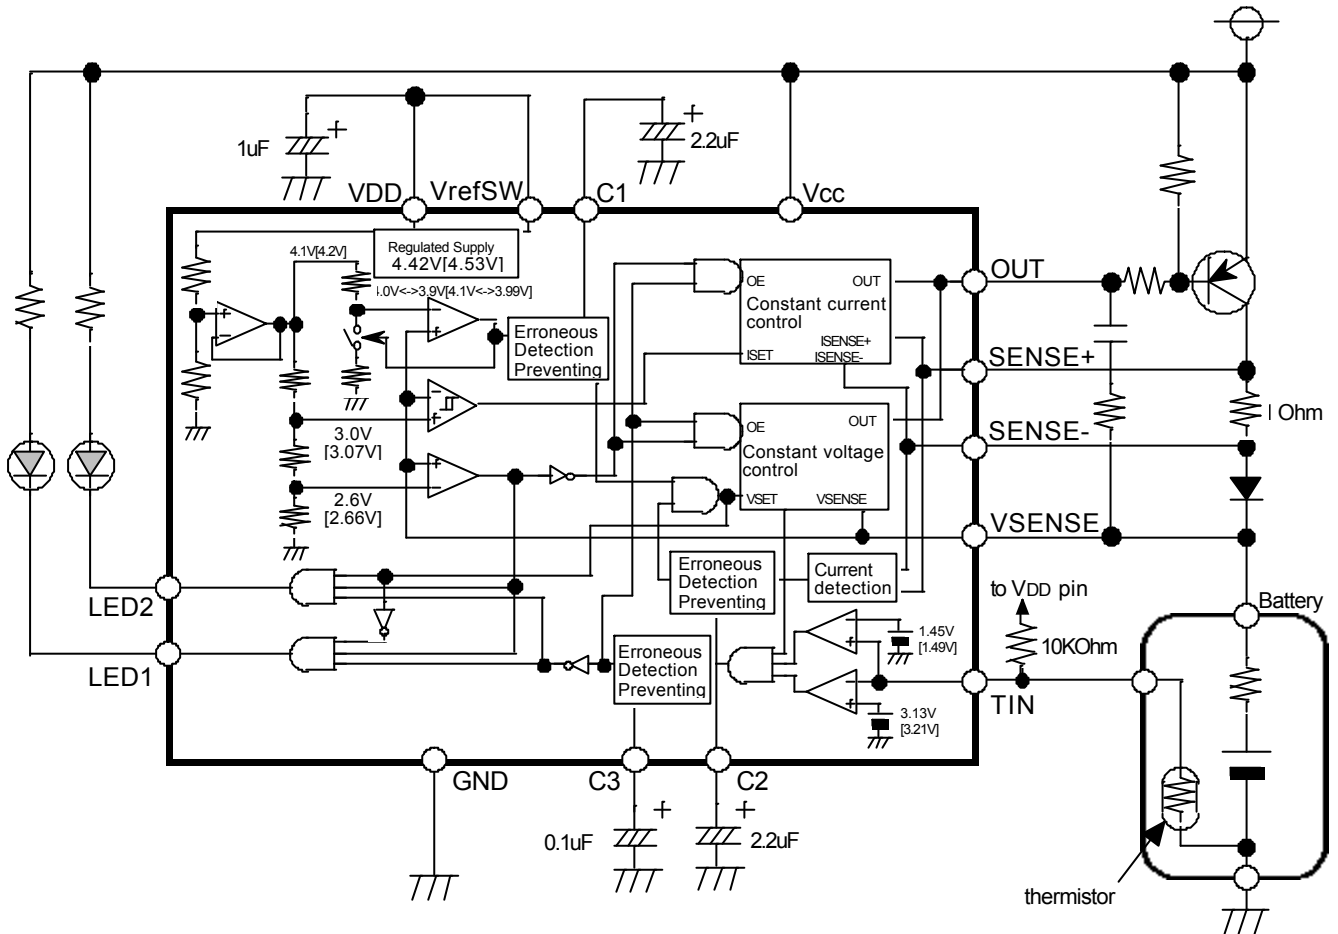 1uF
+
+
2.2uF
VDD
VrefSW
C1
Vcc
4.1V[4.2V]
Regulated Supply
4.42V[4.53V]
.0V<->3.9V[4.1V<->3.99V]
Erroneous
Detection
Preventing
OE
OUT
Constant current
control
ISENSE+
ISENSE-
ISET
OUT
SENSE+
Ohm
3.0V
[3.07V]
OE
OUT
Constant voltage
control
VSET
VSENSE
SENSE-
2.6V
[2.66V]
VSENSE
Erroneous
Detection
Preventing
Current
detection
to VDD pin
Battery
LED2
1.45V
[1.49V]
10KOhm
LED1
Erroneous
Detection
Preventing
TIN
3.13V
[3.21V]
GND
C3
C2
+
+
0.1uF
2.2uF
thermistor